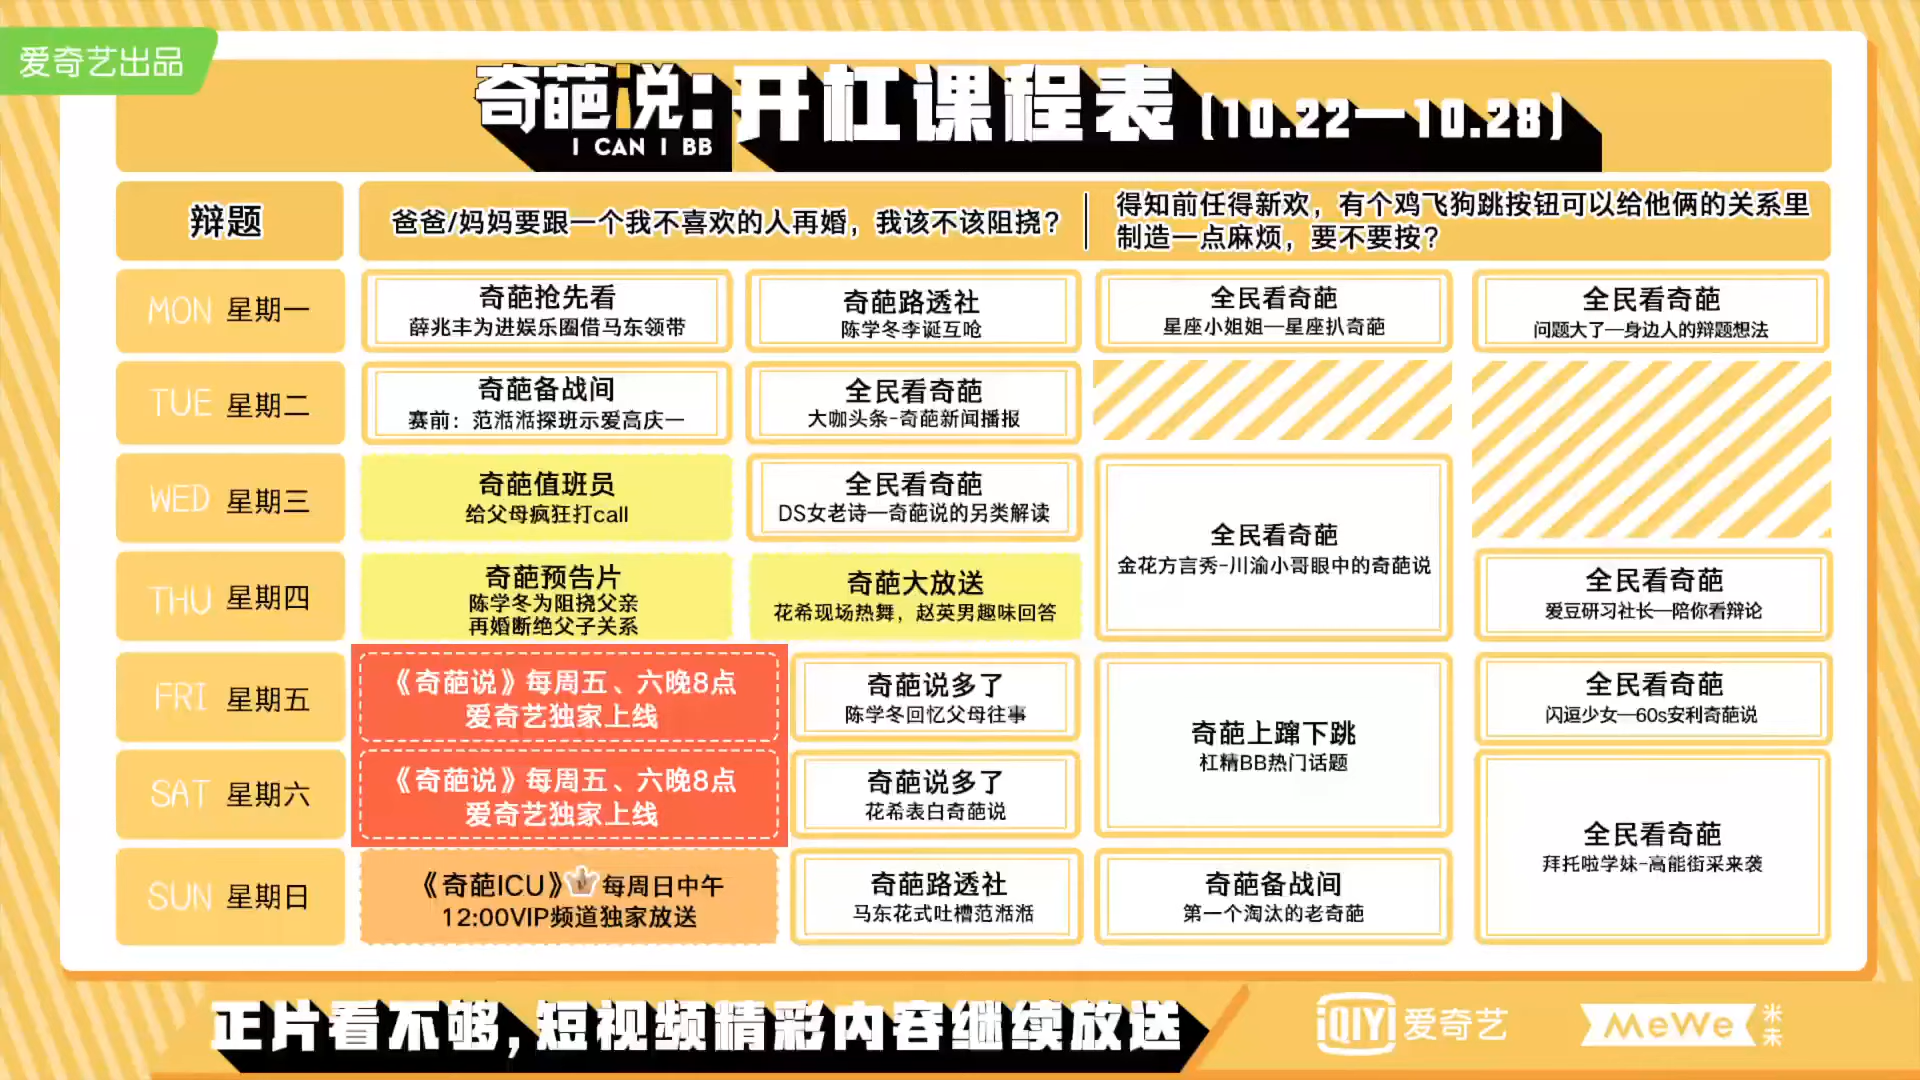 爱奇艺出品
奇葩说：开杠课程表（10.22—10.28）
I CAN I BB
辩题
爸爸/妈妈要跟一个我不喜欢的人再婚，我该不该阻挠？
得知前任得新欢，有个鸡飞狗跳按钮可以给他俩的关系里
制造一点麻烦，要不要按？
MON 星期一
奇葩抢先看
薛兆丰为进娱乐圈借马东领带
奇葩路透社
陈学冬李诞互呛
全民看奇葩
星座小姐姐—星座扒奇葩
全民看奇葩
问题大了—身边人的辩题想法
TUE 星期二
奇葩备战间
赛前：范湉湉探班示爱高庆一
全民看奇葩
大咖头条-奇葩新闻播报
WED 星期三
奇葩值班员
给父母疯狂打call
全民看奇葩
DS女老诗—奇葩说的另类解读
全民看奇葩
金花方言秀-川渝小哥眼中的奇葩说
THU 星期四
奇葩预告片
陈学冬为阻挠父亲
再婚断绝父子关系
奇葩大放送
花希现场热舞，赵英男趣味回答
全民看奇葩
爱豆研习社长—陪你看辩论
FRI 星期五
《奇葩说》每周五、六晚8点
爱奇艺独家上线
奇葩说多了
陈学冬回忆父母往事
奇葩上蹿下跳
杠精BB热门话题
全民看奇葩
闪逗少女—60s安利奇葩说
SAT 星期六
《奇葩说》每周五、六晚8点
爱奇艺独家上线
奇葩说多了
花希表白奇葩说
全民看奇葩
拜托啦学妹-高能街采来袭
SUN 星期日
《奇葩ICU》每周日中午
12:00VIP频道独家放送
奇葩路透社
马东花式吐槽范湉湉
奇葩备战间
第一个淘汰的老奇葩
正片看不够，短视频精彩内容继续放送
iQIYI 爱奇艺
MeWe 米未